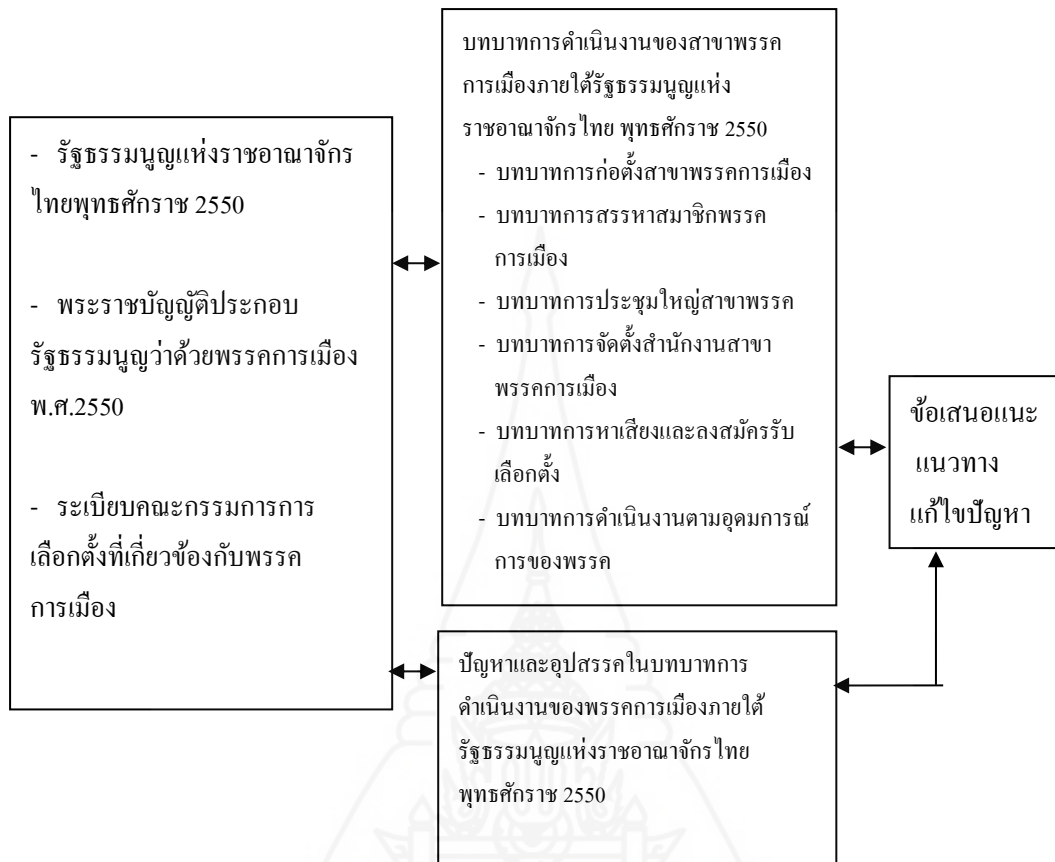 - รัฐธรรมนูญแห่งราชอาณาจักร
ไทยพุทธศักราช 2550
- พระราชบัญญัติประกอบ
รัฐธรรมนูญว่าด้วยพรรคการเมือง
พ.ศ.2550
- ระเบียบคณะกรรมการการ
เลือกตั้งที่เกี่ยวข้องกับพรรค
การเมือง
บทบาทการดำเนินงานของสาขาพรรค
การเมืองภายใต้รัฐธรรมนูญแห่ง
ราชอาณาจักรไทย พุทธศักราช 2550
- บทบาทการก่อตั้งสาขาพรรคการเมือง
- บทบาทการสรรหาสมาชิกพรรค
การเมือง
- บทบาทการประชุมใหญ่สาขาพรรค
- บทบาทการจัดตั้งสำนักงานสาขา
พรรคการเมือง
- บทบาทการหาเสียงและลงสมัครรับ
เลือกตั้ง
- บทบาทการดำเนินงานตามอุดมการณ์
การของพรรค
ปัญหาและอุปสรรคในบทบาทการ
ดำเนินงานของพรรคการเมืองภายใต้
รัฐธรรมนูญแห่งราชอาณาจักรไทย
พุทธศักราช 2550
ข้อเสนอแนะ
แนวทาง
แก้ไขปัญหา